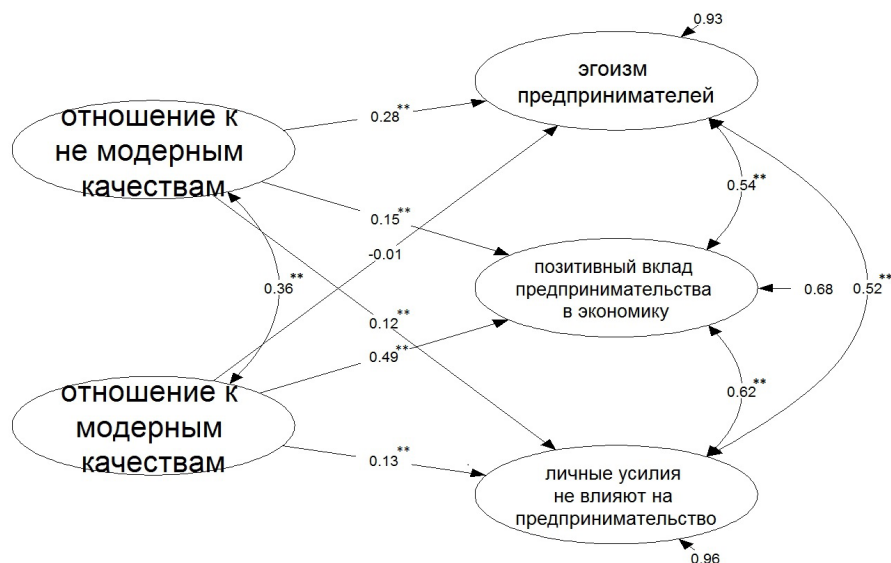 0.93
эгоизм
предпринимателей
отношение к
не модерным
качествам
0.28**
0.54**
0.15**
-0.01
позитивный вклад
предпринимательства
в экономику
0.68
0.52**
0.36**
0.12**
0.49**
0.62**
отношение к
модерным
качествам
0.13**
личные усилия
не влияют на
предпринимательство
0.96